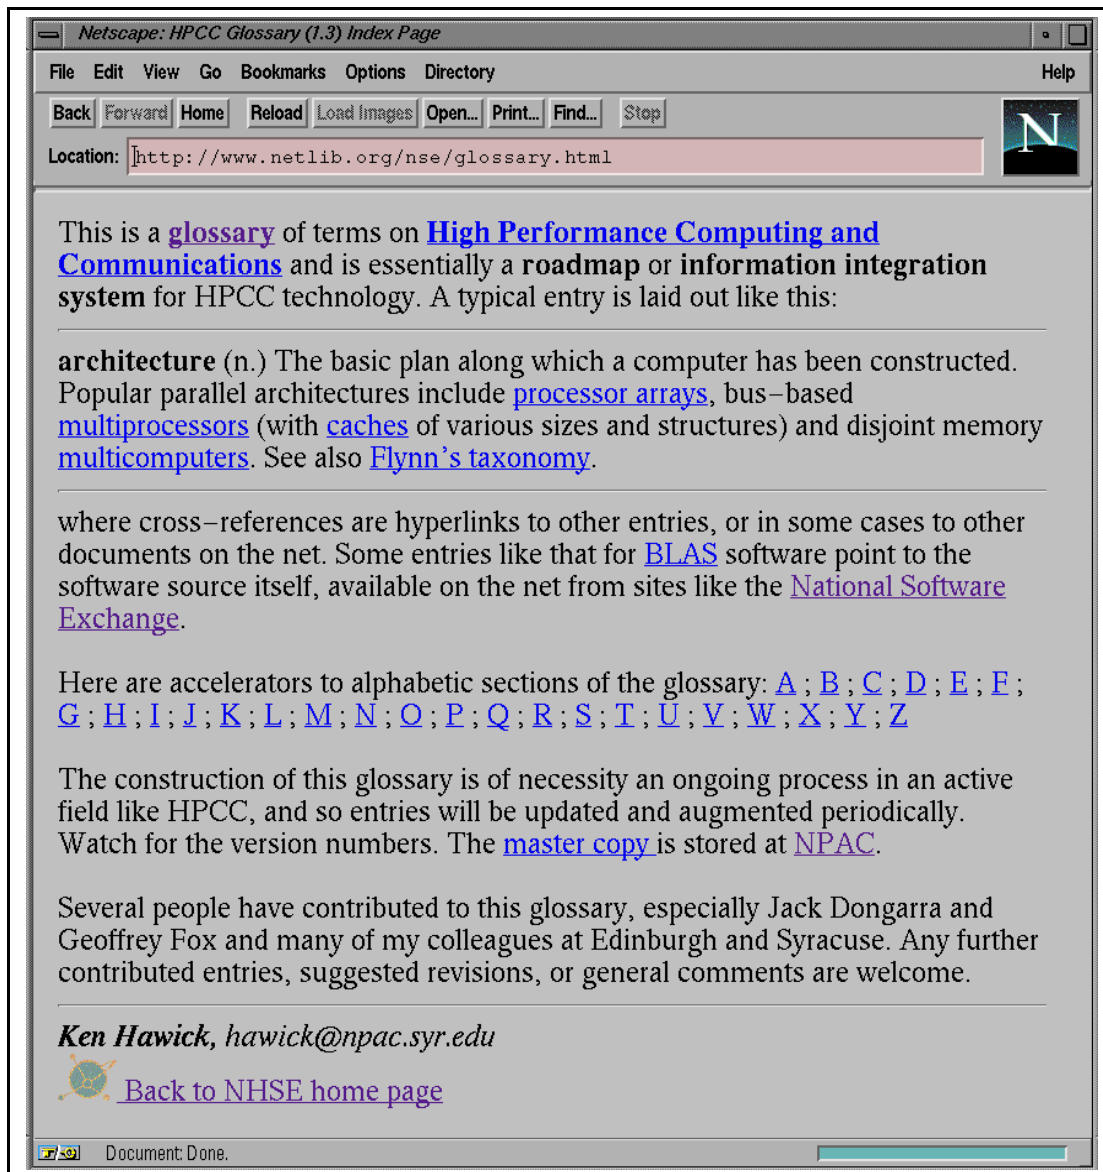 Netscape: HPCC Glossary (1.3) Index Page
File Edit View Go Bookmarks Options Directory Help
Back Forward Home Reload Load Images Open... Print... Find... Stop
N
Location: http://www.netlib.org/nse/glossary.html
This is a glossary of terms on High Performance Computing and
Communications and is essentially a roadmap or information integration
system for HPCC technology. A typical entry is laid out like this:
architecture (n.) The basic plan along which a computer has been constructed.
Popular parallel architectures include processor arrays, bus−based
multiprocessors (with caches of various sizes and structures) and disjoint memory
multicomputers. See also Flynn's taxonomy.
where cross−references are hyperlinks to other entries, or in some cases to other
documents on the net. Some entries like that for BLAS software point to the
software source itself, available on the net from sites like the National Software
Exchange.
Here are accelerators to alphabetic sections of the glossary: A ; B ; C ; D ; E ; F ;
G ; H ; I ; J ; K ; L ; M ; N ; O ; P ; Q ; R ; S ; T ; U ; V ; W ; X ; Y ; Z
The construction of this glossary is of necessity an ongoing process in an active
field like HPCC, and so entries will be updated and augmented periodically.
Watch for the version numbers. The master copy is stored at NPAC.
Several people have contributed to this glossary, especially Jack Dongarra and
Geoffrey Fox and many of my colleagues at Edinburgh and Syracuse. Any further
contributed entries, suggested revisions, or general comments are welcome.
Ken Hawick, hawick@npac.syr.edu
Back to NHSE home page
Document: Done.